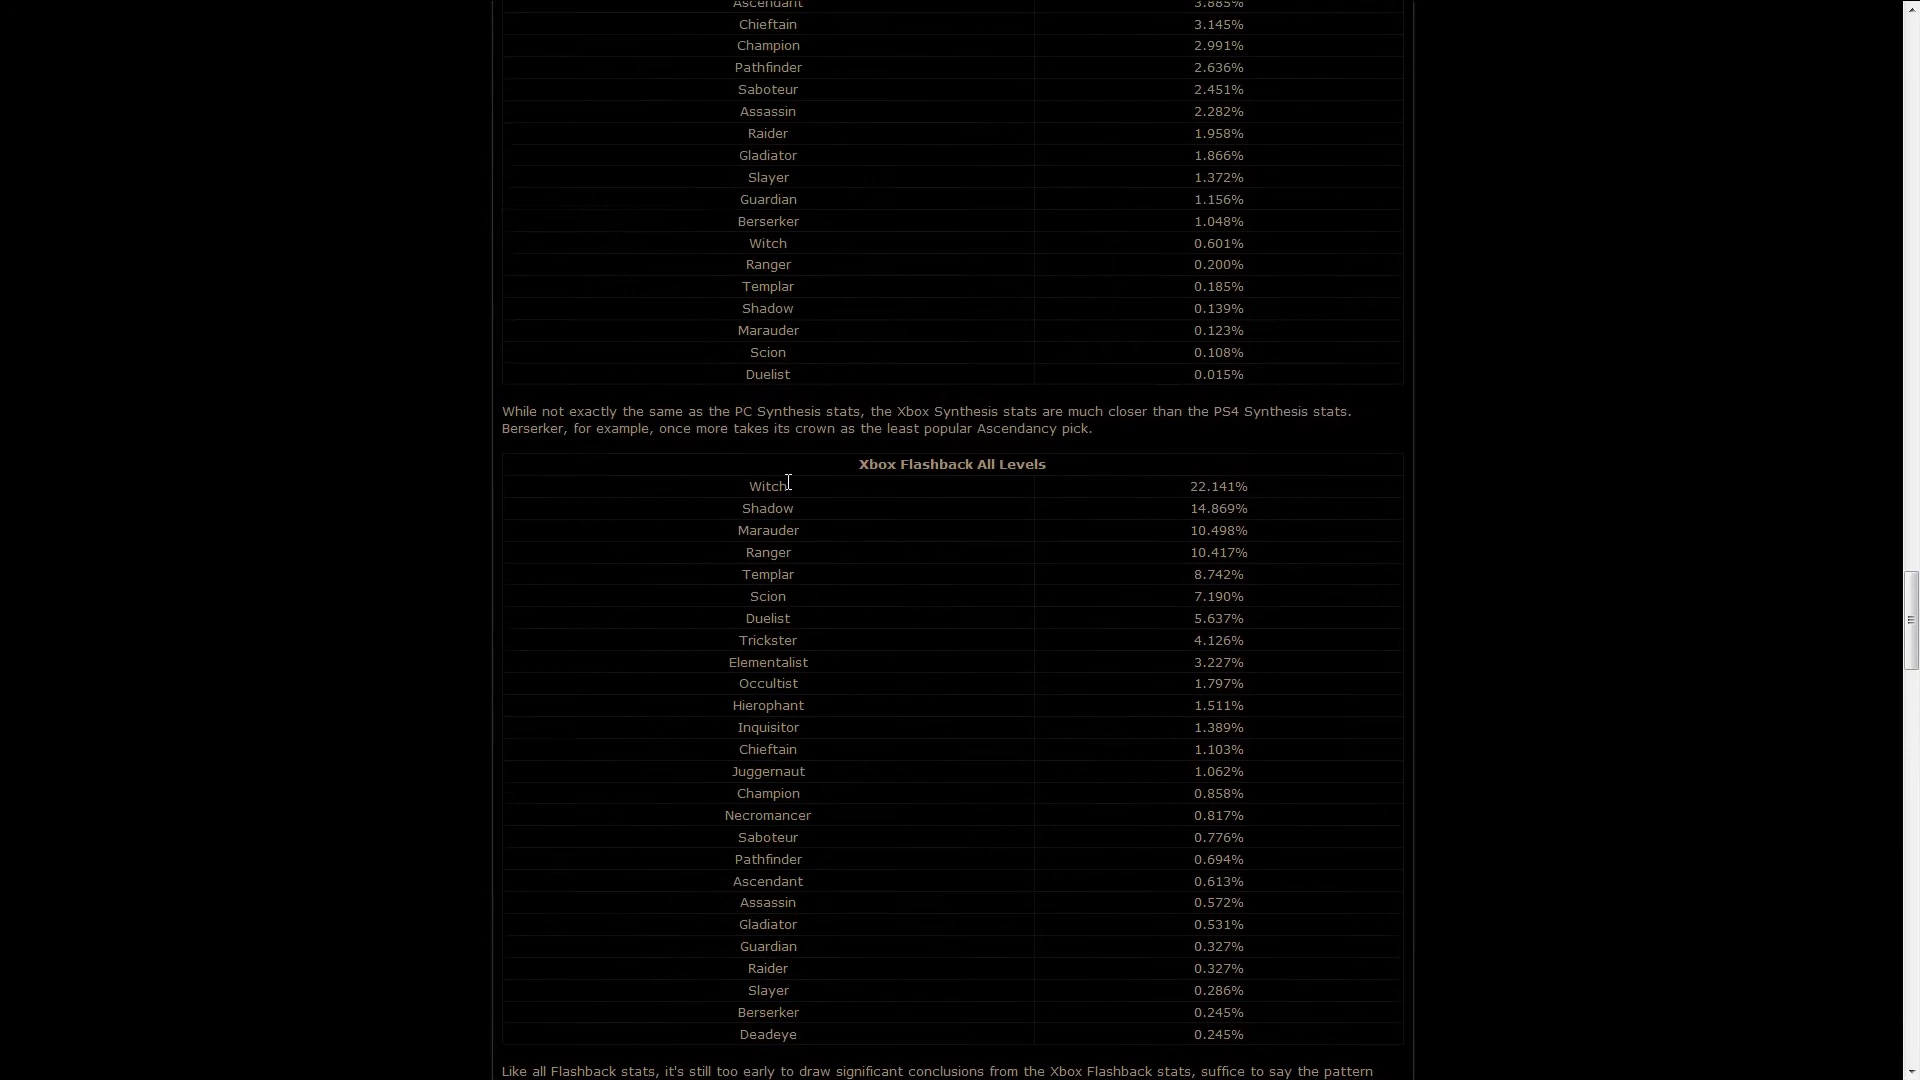 Ascendant 3.885%
Chieftain 3.145%
Champion 2.991%
Pathfinder 2.636%
Saboteur 2.451%
Assassin 2.282%
Raider 1.958%
Gladiator 1.866%
Slayer 1.372%
Guardian 1.156%
Berserker 1.048%
Witch 0.601%
Ranger 0.200%
Templar 0.185%
Shadow 0.139%
Marauder 0.123%
Scion 0.108%
Duelist 0.015%
While not exactly the same as the PC Synthesis stats, the Xbox Synthesis stats are much closer than the PS4 Synthesis stats.
Berserker, for example, once more takes its crown as the least popular Ascendancy pick.
Xbox Flashback All Levels
Witch 22.141%
Shadow 14.869%
Marauder 10.498%
Ranger 10.417%
Templar 8.742%
Scion 7.190%
Duelist 5.637%
Trickster 4.126%
Elementalist 3.227%
Occultist 1.797%
Hierophant 1.511%
Inquisitor 1.389%
Chieftain 1.103%
Juggernaut 1.062%
Champion 0.858%
Necromancer 0.817%
Saboteur 0.776%
Pathfinder 0.694%
Ascendant 0.613%
Assassin 0.572%
Gladiator 0.531%
Guardian 0.327%
Raider 0.327%
Slayer 0.286%
Berserker 0.245%
Deadeye 0.245%
Like all Flashback stats, it's still too early to draw significant conclusions from the Xbox Flashback stats, suffice to say the pattern